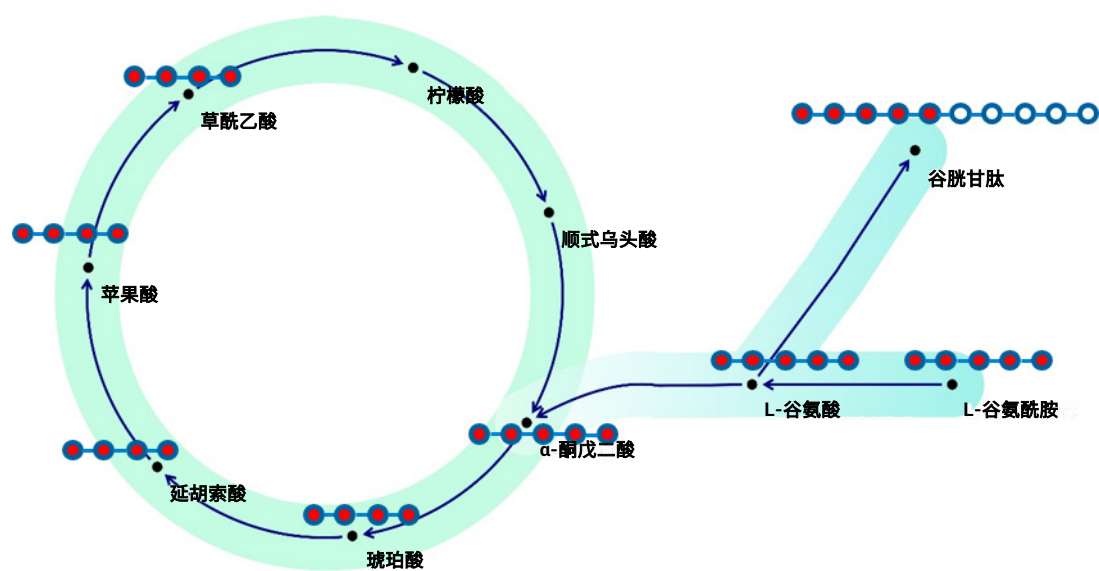 柠檬酸
草酰乙酸
谷胱甘肽
顺式乌头酸
苹果酸
L-谷氨酸
L-谷氨酰胺
α-酮戊二酸
延胡索酸
琥珀酸